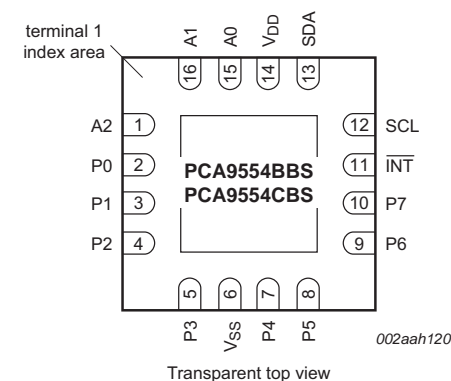 terminal 1
index area
A1
A0
VDD
SDA
16
15
14
13
A2 1
12 SCL
P0 2
11 INT
P1 3
10 P7
P2 4
9 P6
PCA9554BBS
PCA9554CBS
5
6
7
8
P3
VSS
P4
P5
002aah120
Transparent top view